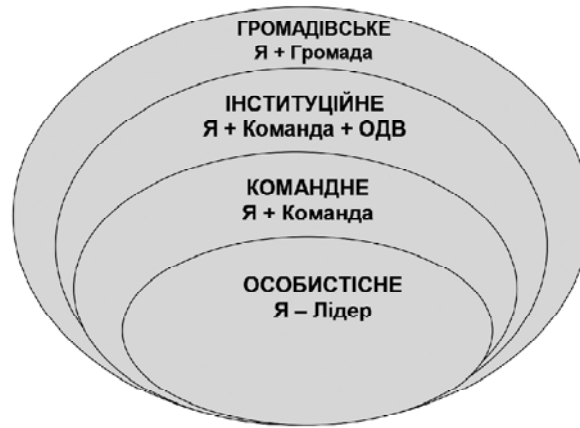 ГРОМАДІВСЬКЕ
Я + Громада
ІНСТИТУЦІЙНЕ
Я + Команда + ОДВ
КОМАНДНЕ
Я + Команда
ОСОБИСТІСНЕ
Я – Лідер